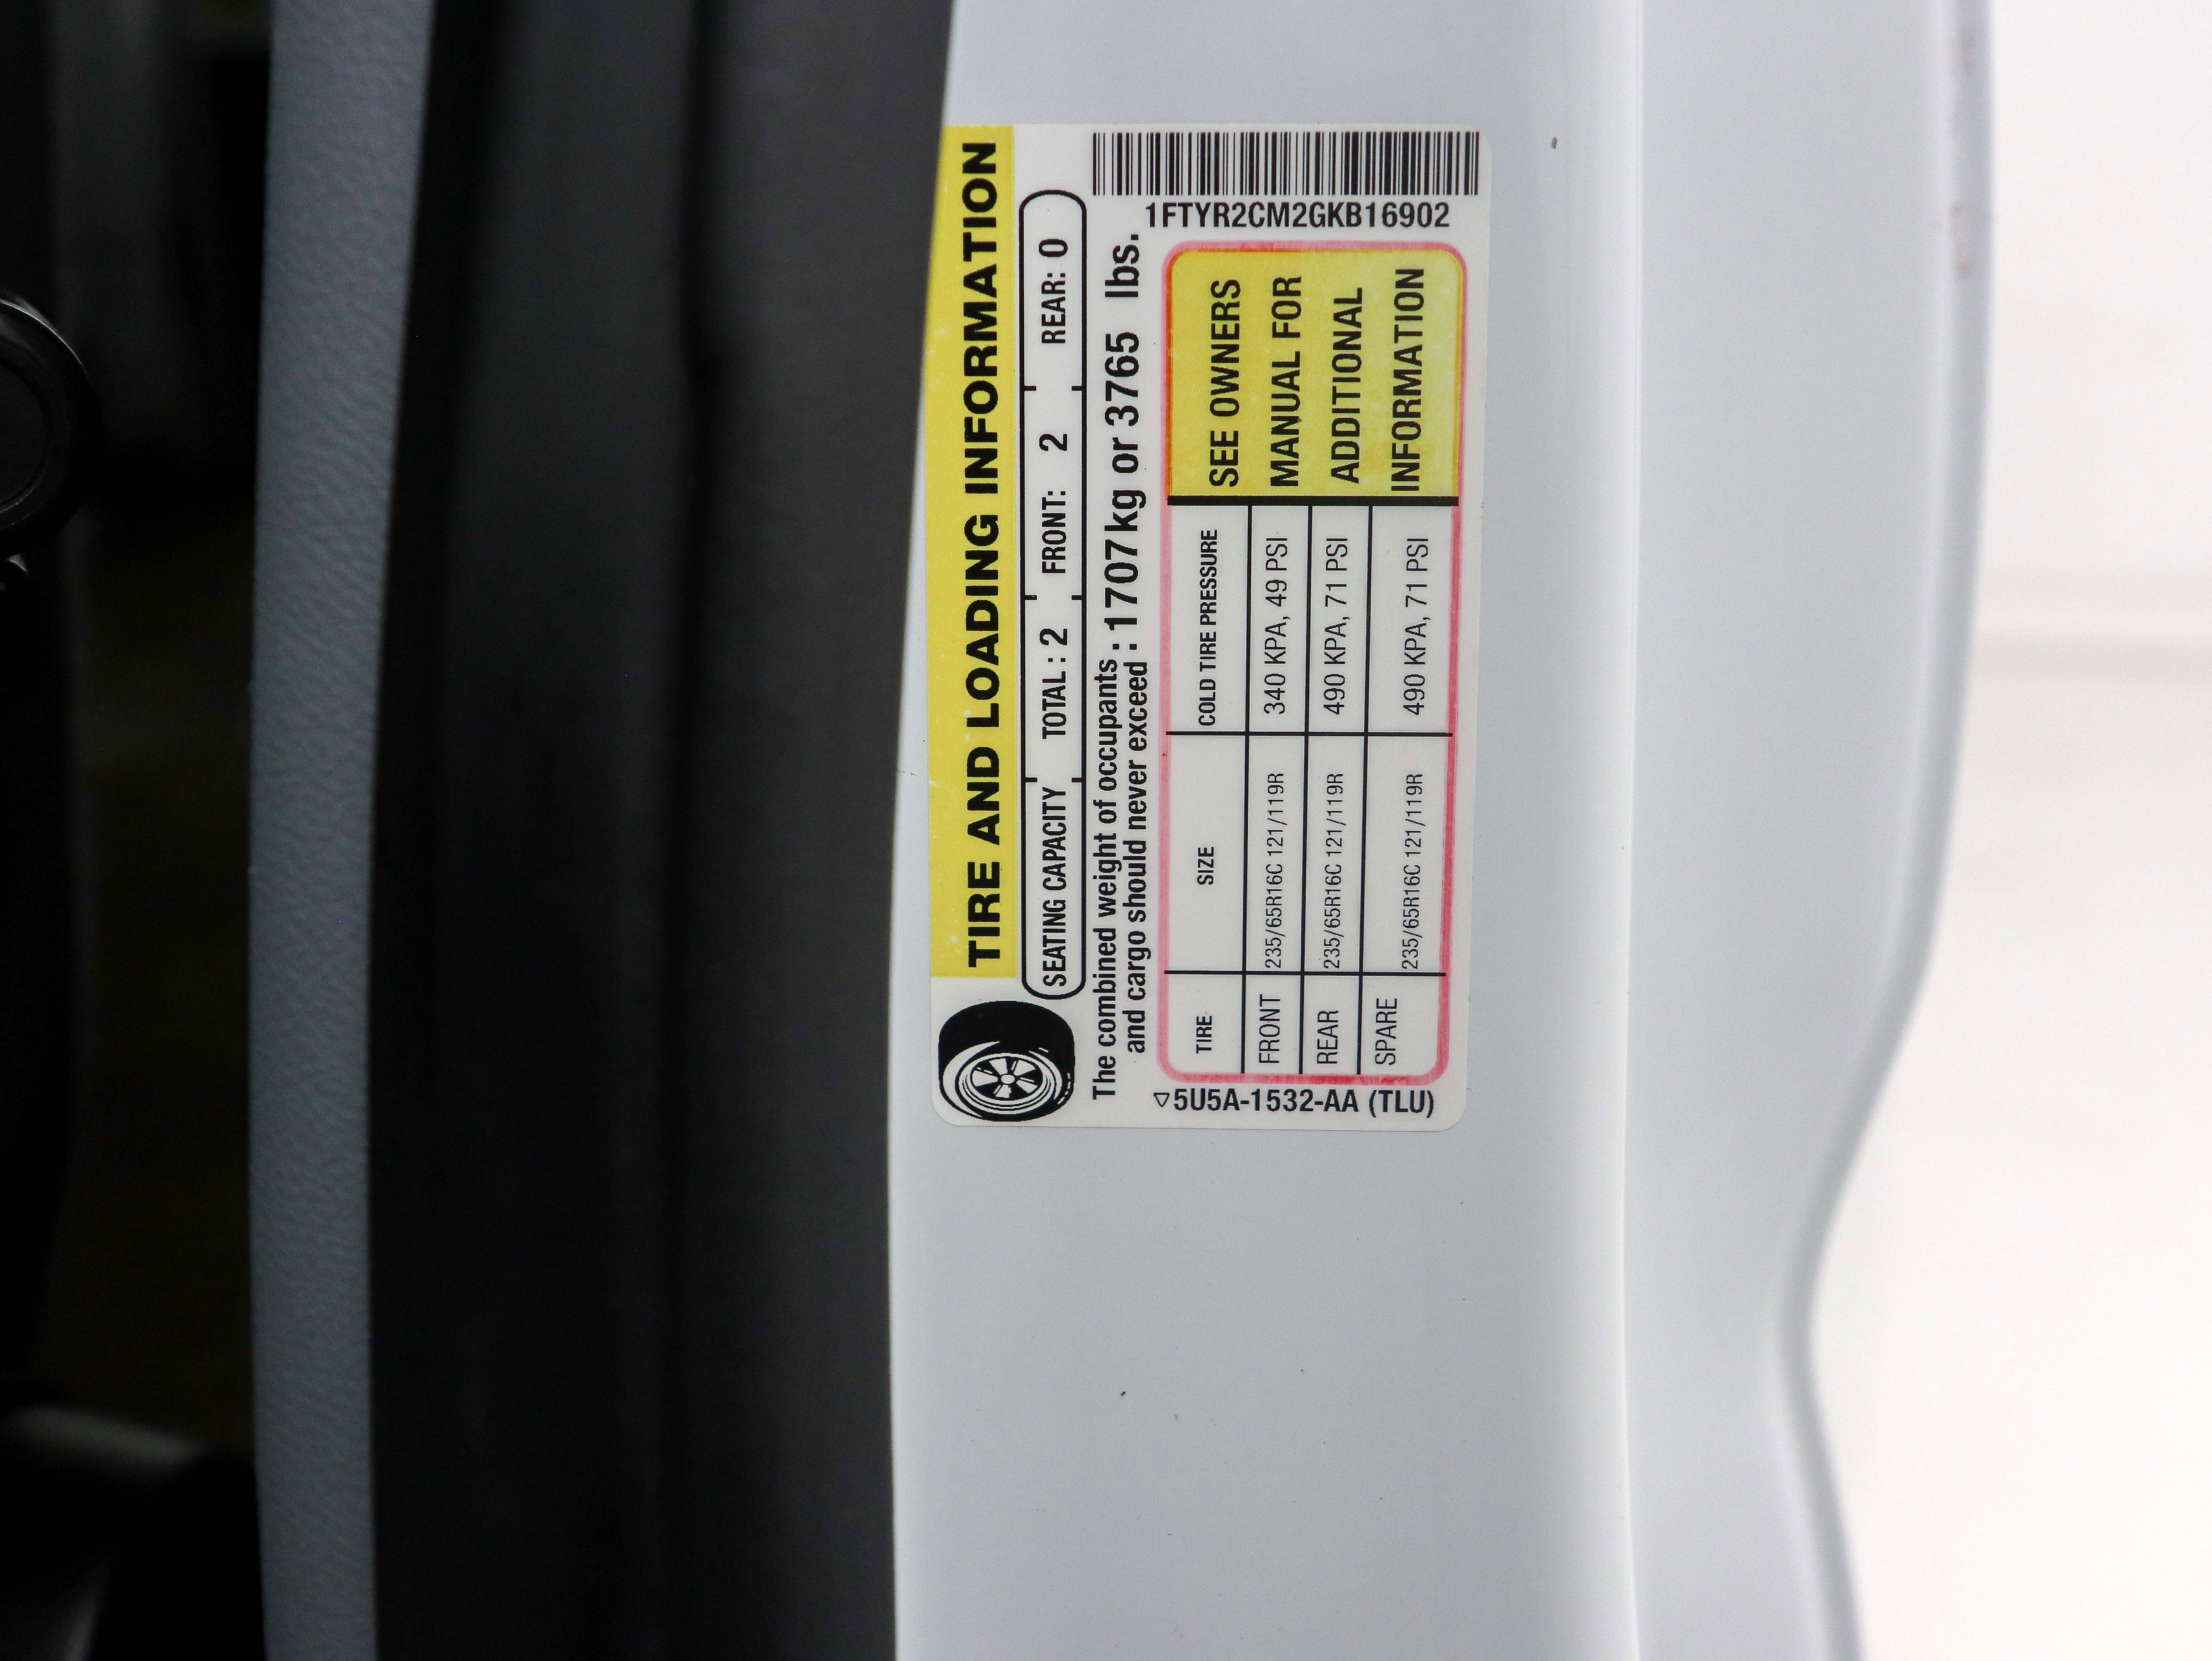 TIRE AND LOADING INFORMATION
SEATING CAPACITY TOTAL : 2 FRONT: 2 REAR: 0
The combined weight of occupants
and cargo should never exceed : 1707 kg or 3765 lbs.
1FTYR2CM2GKB16902
TIRE SIZE COLD TIRE PRESSURE
FRONT 235/65R16C 121/119R 340 KPA, 49 PSI
REAR 235/65R16C 121/119R 490 KPA, 71 PSI
SPARE 235/65R16C 121/119R 490 KPA, 71 PSI
SEE OWNERS
MANUAL FOR
ADDITIONAL
INFORMATION
5U5A-1532-AA (TLU)